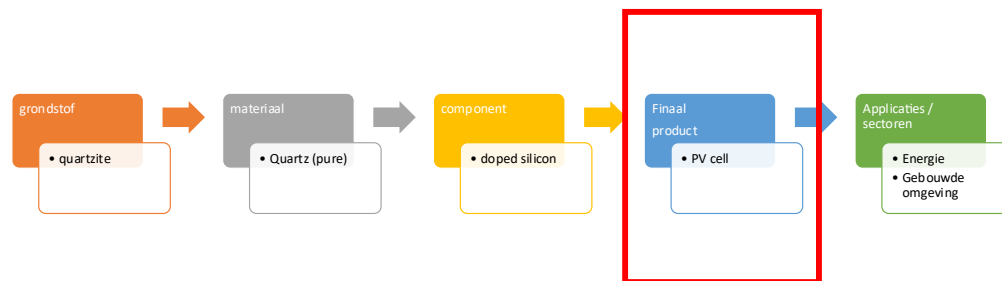 grondstof
• quartzite
materiaal
• Quartz (pure)
component
• doped silicon
Finaal
product
• PV cell
Applicaties /
sectoren
• Energie
• Gebouwde
omgeving